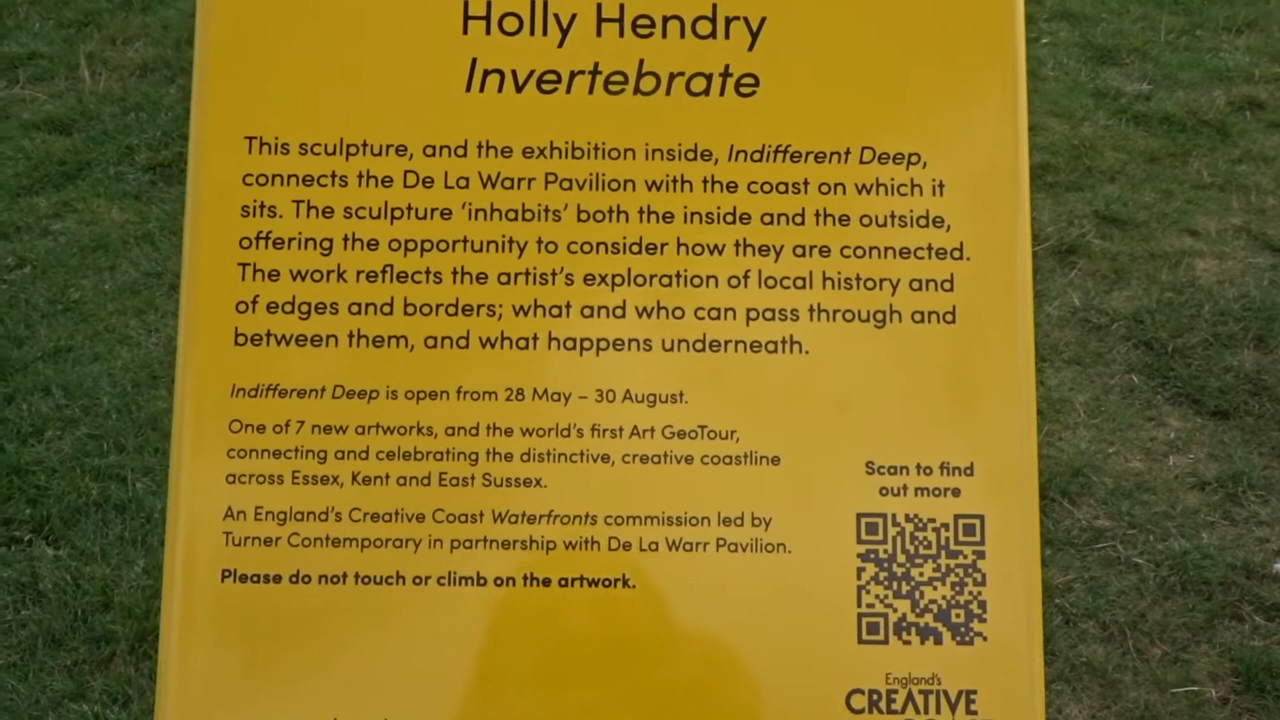 Holly Hendry
Invertebrate
This sculpture, and the exhibition inside, Indifferent Deep,
connects the De La Warr Pavilion with the coast on which it
sits. The sculpture ‘inhabits’ both the inside and the outside,
offering the opportunity to consider how they are connected.
The work reflects the artist’s exploration of local history and
of edges and borders; what and who can pass through and
between them, and what happens underneath.
Indifferent Deep is open from 28 May – 30 August.
One of 7 new artworks, and the world’s first Art GeoTour,
connecting and celebrating the distinctive, creative coastline
across Essex, Kent and East Sussex.
An England’s Creative Coast Waterfronts commission led by
Turner Contemporary in partnership with De La Warr Pavilion.
Please do not touch or climb on the artwork.
Scan to find
out more
England’s
CREATIVE